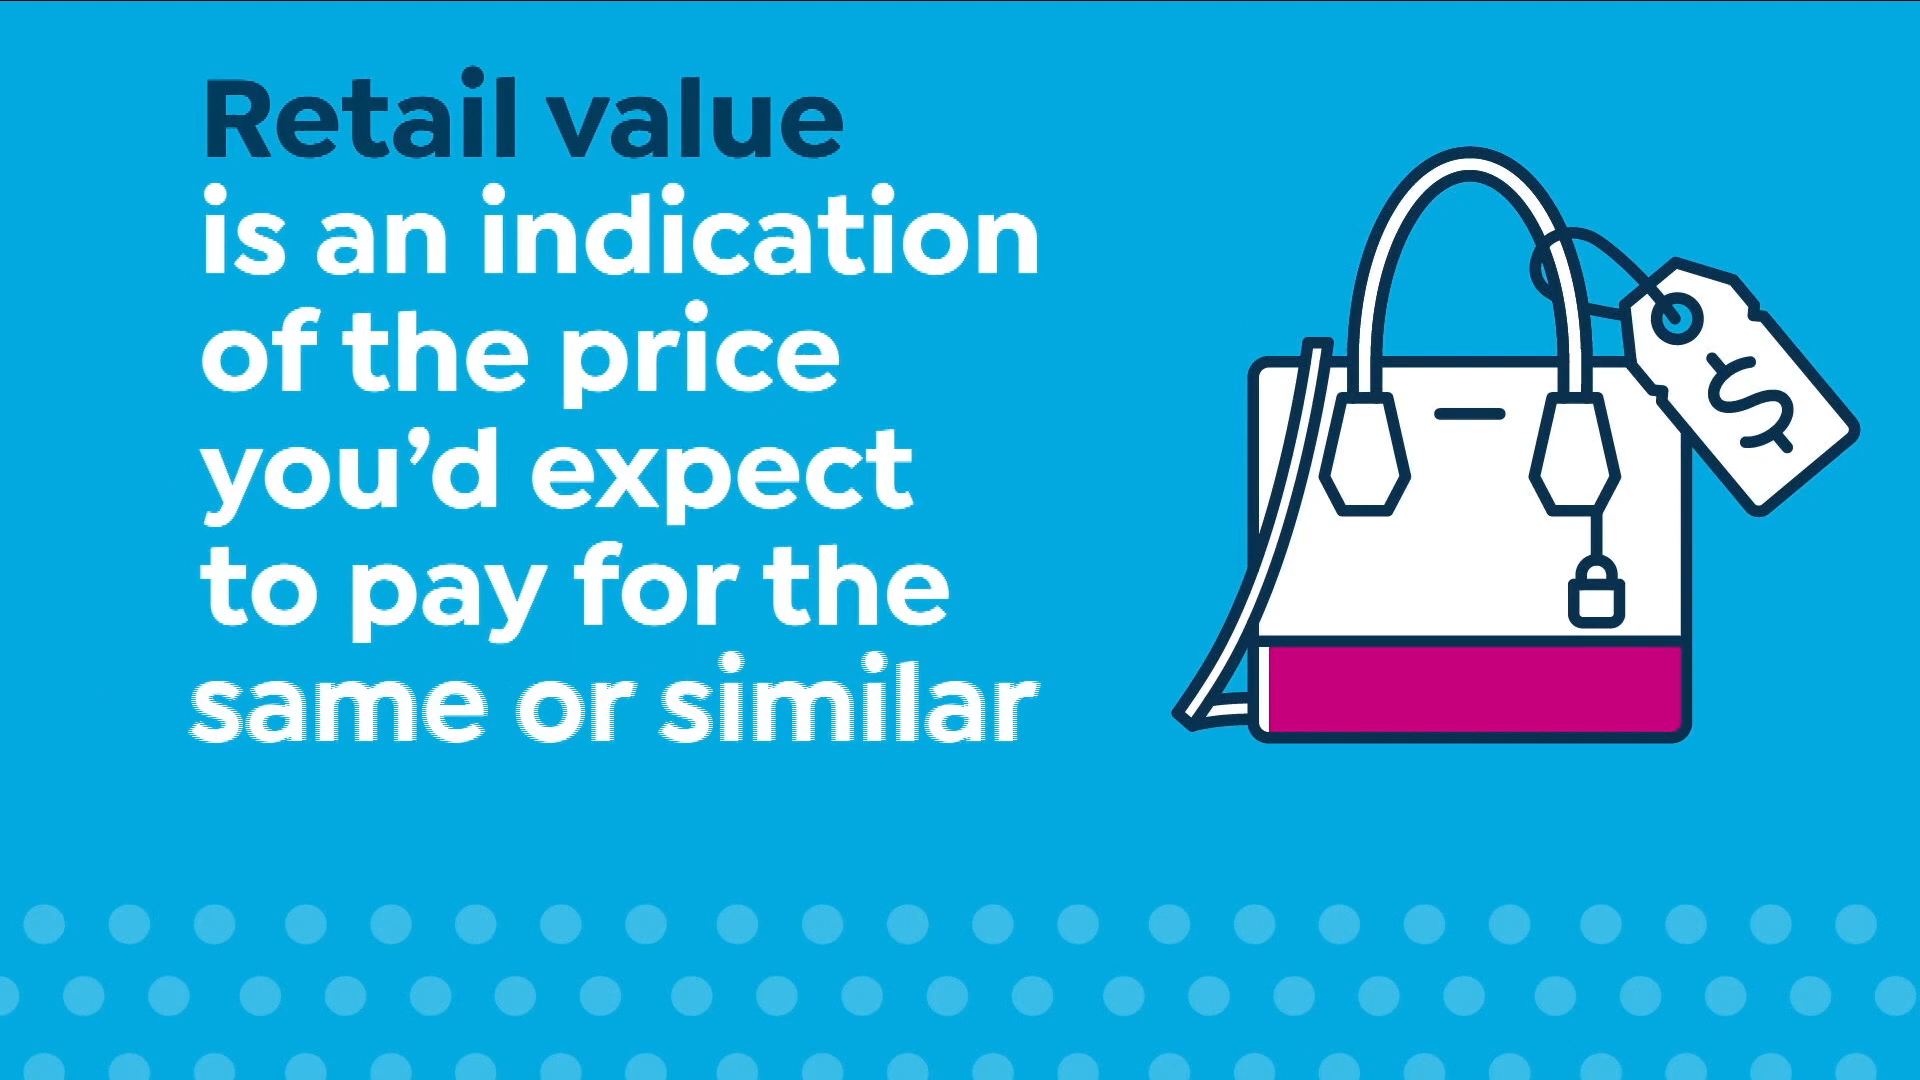 Retail value
is an indication
of the price
you’d expect
to pay for the
same or similar
$